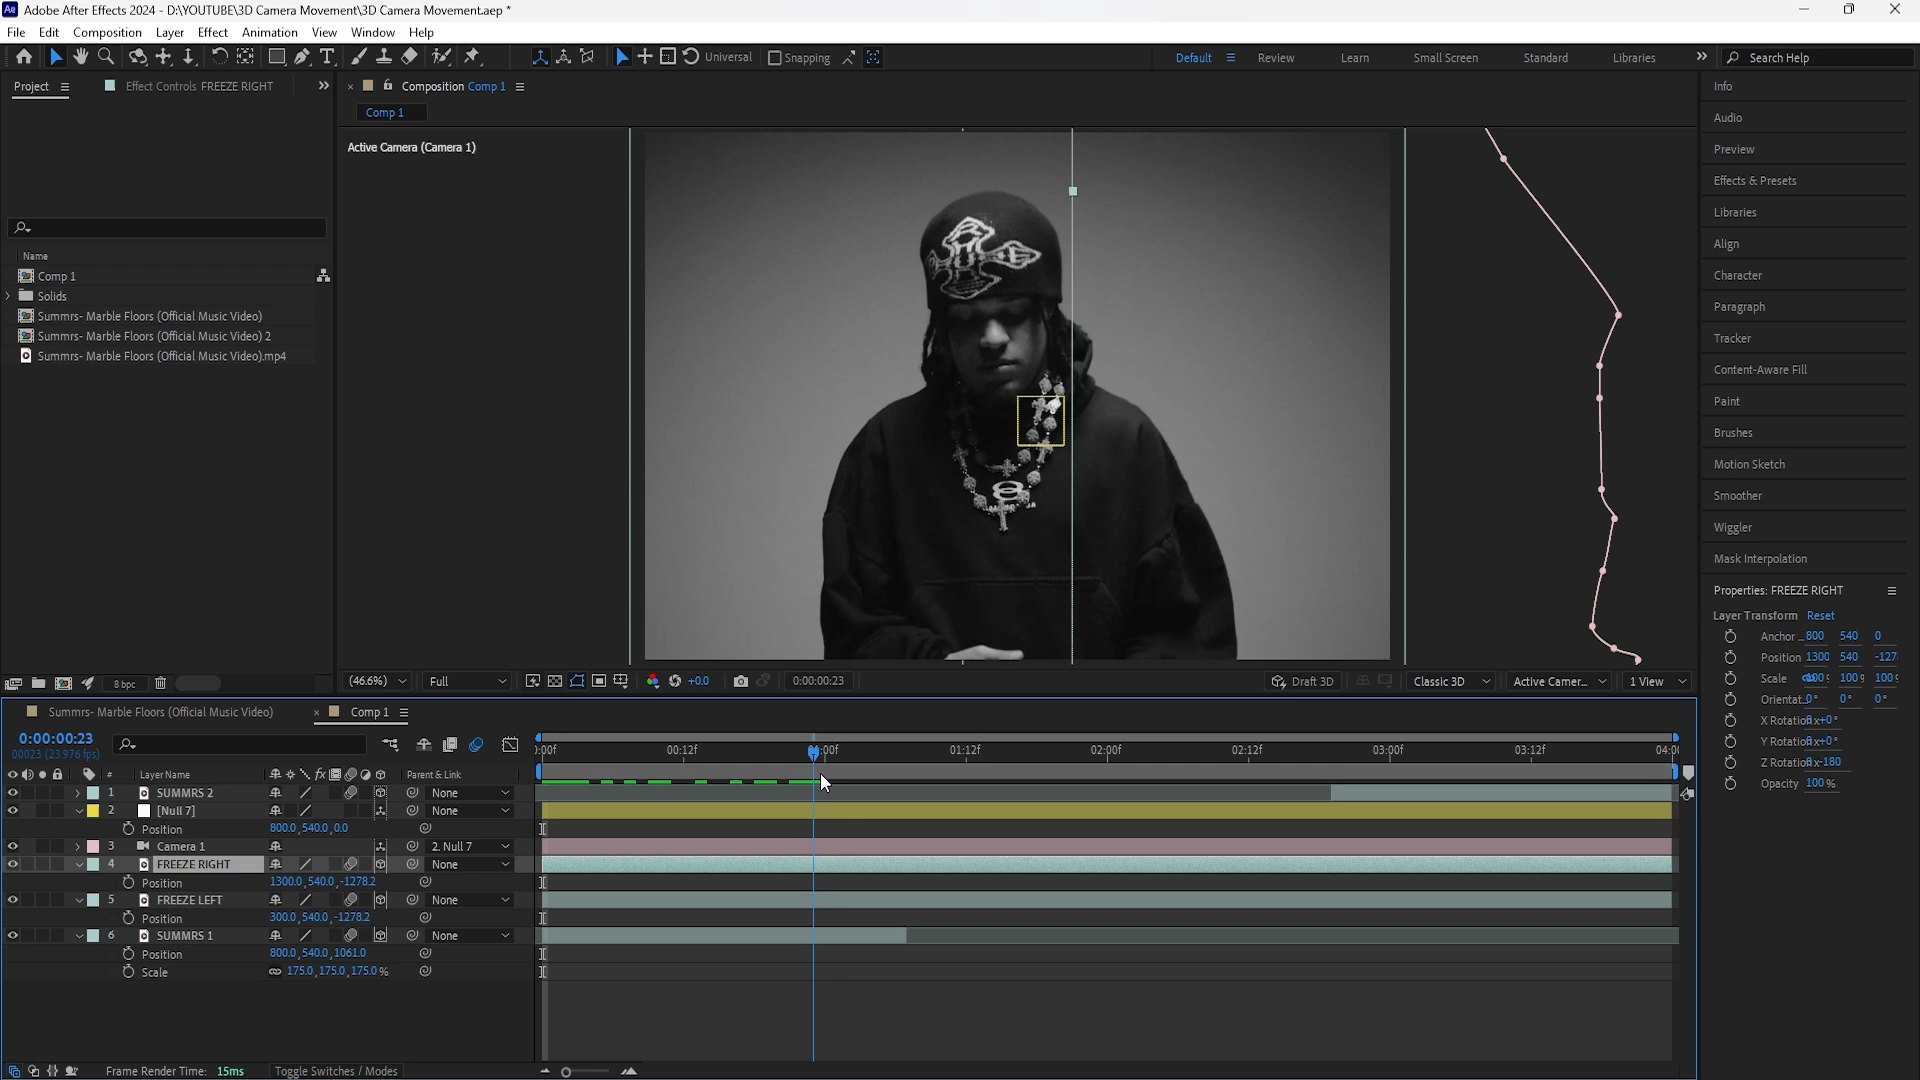 Adobe After Effects 2024 - D:\YOUTUBE\3D Camera Movement\3D Camera Movement.aep *
File Edit Composition Layer Effect Animation View Window Help
Universal Snapping Default Review Learn Small Screen Standard Libraries Search Help
Project Effect Controls FREEZE RIGHT Composition Comp 1 Info
Comp 1
Audio
Active Camera (Camera 1) Preview
Effects & Presets
Libraries
Name Align
Comp 1 Character
Solids Paragraph
Summrs- Marble Floors (Official Music Video)
Summrs- Marble Floors (Official Music Video) 2 Tracker
Summrs- Marble Floors (Official Music Video).mp4
Content-Aware Fill
Paint
Brushes
Motion Sketch
Smoother
Wiggler
Mask Interpolation
Properties: FREEZE RIGHT
Layer Transform Reset
Anchor 800 540 0
Position 1300 540 -127
Scale 100 100 100
Orientat 0° 0° 0°
X Rotation 0x+0°
Y Rotation 0x+0°
Z Rotation 0x-180
Opacity 100 %
8 bpc (46.6%) Full +0.0 0:00:00:23 Draft 3D Classic 3D Active Camer... 1 View
Summrs- Marble Floors (Official Music Video) Comp 1
0:00:00:23
00023 (23.976 fps)
00f 00:12f 00f 01:12f 02:00f 02:12f 03:00f 03:12f 04:0
# Layer Name fx Parent & Link
1 SUMMRS 2 None
2 [Null 7] None
Position 800.0, 540.0, 0.0
3 Camera 1 2. Null 7
4 FREEZE RIGHT None
Position 1300.0, 540.0, -1278.2
5 FREEZE LEFT None
Position 300.0, 540.0, -1278.2
6 SUMMRS 1 None
Position 800.0, 540.0, 1061.0
Scale 175.0, 175.0, 175.0 %
Frame Render Time: 15ms Toggle Switches / Modes